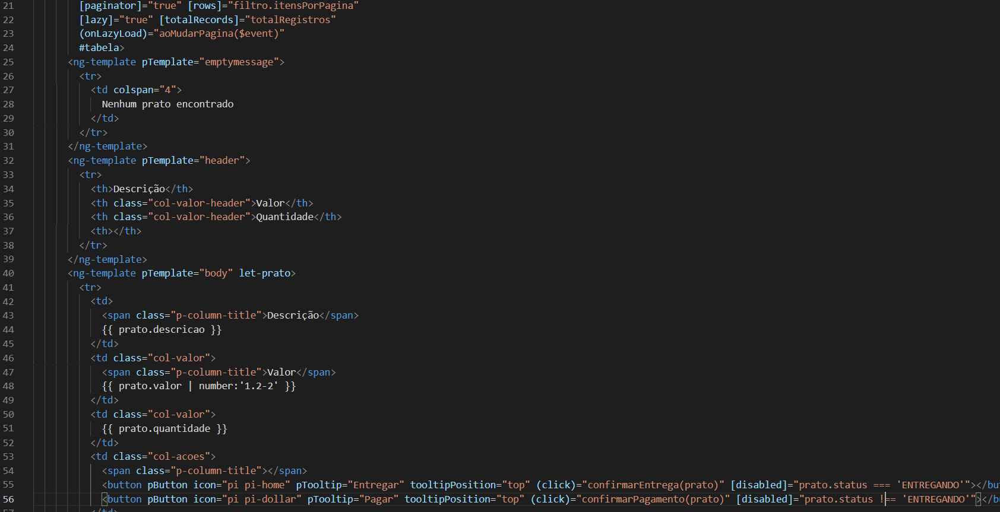 21 [paginator]="true" [rows]="filtro.itensPorPagina"
22 [lazy]="true" [totalRecords]="totalRegistros"
23 (onLazyLoad)="aoMudarPagina($event)"
24 #tabela>
25 <ng-template pTemplate="emptymessage">
26 <tr>
27 <td colspan="4">
28 Nenhum prato encontrado
29 </td>
30 </tr>
31 </ng-template>
32 <ng-template pTemplate="header">
33 <tr>
34 <th>Descrição</th>
35 <th class="col-valor-header">Valor</th>
36 <th class="col-valor-header">Quantidade</th>
37 <th></th>
38 </tr>
39 </ng-template>
40 <ng-template pTemplate="body" let-prato>
41 <tr>
42 <td>
43 <span class="p-column-title">Descrição</span>
44 {{ prato.descricao }}
45 </td>
46 <td class="col-valor">
47 <span class="p-column-title">Valor</span>
48 {{ prato.valor | number:'1.2-2' }}
49 </td>
50 <td class="col-valor">
51 {{ prato.quantidade }}
52 </td>
53 <td class="col-acoes">
54 <span class="p-column-title"></span>
55 <button pButton icon="pi pi-home" pTooltip="Entregar" tooltipPosition="top" (click)="confirmarEntrega(prato)" [disabled]="prato.status === 'ENTREGANDO'"></bu
56 <button pButton icon="pi pi-dollar" pTooltip="Pagar" tooltipPosition="top" (click)="confirmarPagamento(prato)" [disabled]="prato.status !== 'ENTREGANDO'"></b
57 </td>